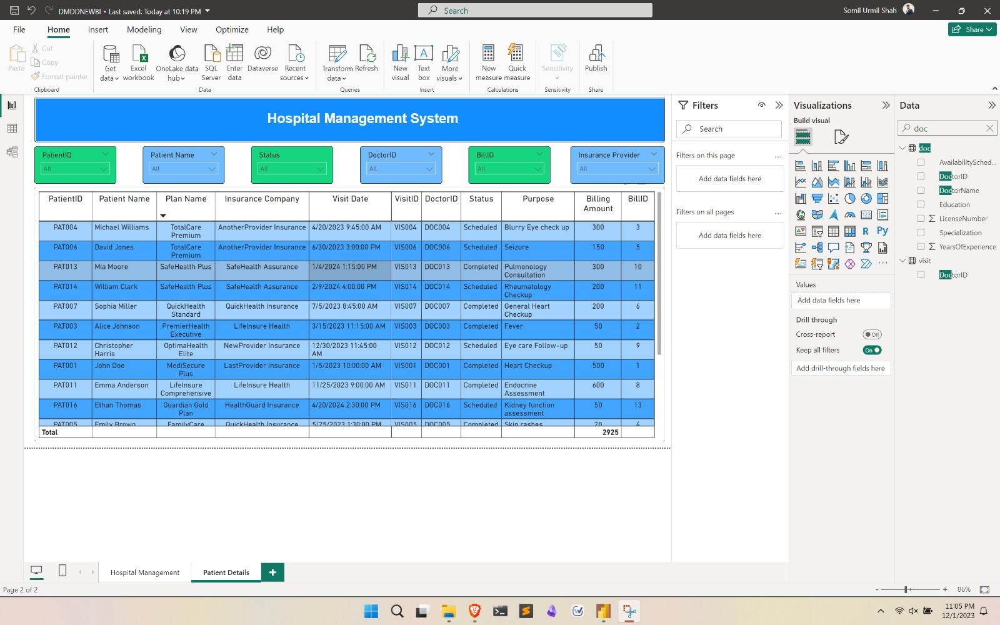 DMDDNEWBI • Last saved: Today at 10:19 PM
Search
Somil Urmil Shah
File Home Insert Modeling View Optimize Help
Share
Paste
Cut
Copy
Format painter
Clipboard
Get data
Excel workbook
OneLake data hub
SQL Server
Enter data
Dataverse
Recent sources
Data
Transform data
Refresh
Queries
New visual
Text box
More visuals
Insert
New measure
Quick measure
Calculations
Sensitivity
Sensitivity
Publish
Share
Hospital Management System
PatientID
All
Patient Name
All
Status
All
DoctorID
All
BillID
All
Insurance Provider
All
PatientID Patient Name Plan Name Insurance Company Visit Date VisitID DoctorID Status Purpose Billing Amount BillID
PAT004 Michael Williams TotalCare Premium AnotherProvider Insurance 4/20/2023 9:45:00 AM VIS004 DOC004 Scheduled Blurry Eye check up 300 3
PAT006 David Jones TotalCare Premium AnotherProvider Insurance 6/30/2023 3:00:00 PM VIS006 DOC006 Scheduled Seizure 150 5
PAT013 Mia Moore SafeHealth Plus SafeHealth Assurance 1/4/2024 1:15:00 PM VIS013 DOC013 Completed Pulmonology Consultation 300 10
PAT014 William Clark SafeHealth Plus SafeHealth Assurance 2/9/2024 4:00:00 PM VIS014 DOC014 Scheduled Rheumatology Checkup 200 11
PAT007 Sophia Miller QuickHealth Standard QuickHealth Insurance 7/5/2023 8:45:00 AM VIS007 DOC007 Completed General Heart Checkup 200 6
PAT003 Alice Johnson PremierHealth Executive LifeInsure Health 3/15/2023 11:15:00 AM VIS003 DOC003 Completed Fever 50 2
PAT012 Christopher Harris OptimaHealth Elite NewProvider Insurance 12/30/2023 11:45:00 AM VIS012 DOC012 Scheduled Eye care Follow-up 50 9
PAT001 John Doe MediSecure Plus LastProvider Insurance 1/5/2023 10:00:00 AM VIS001 DOC001 Completed Heart Checkup 500 1
PAT011 Emma Anderson LifeInsure Comprehensive LifeInsure Health 11/25/2023 9:00:00 AM VIS011 DOC011 Completed Endocrine Assessment 600 8
PAT016 Ethan Thomas Guardian Gold Plan HealthGuard Insurance 4/20/2024 2:30:00 PM VIS016 DOC016 Scheduled Kidney function assessment 50 13
PAT005 Emily Brown FamilyCare QuickHealth Insurance 5/25/2023 1:30:00 PM VIS005 DOC005 Completed Skin rashes 20 4
Total 2925
Filters
Search
Filters on this page ...
Add data fields here
Filters on all pages ...
Add data fields here
Visualizations
Build visual
123
R
Py
123
...
Values
Add data fields here
Drill through
Cross-report Off
Keep all filters On
Add drill-through fields here
Data
doc
doc
AvailabilitySched...
DoctorID
DoctorName
Education
LicenseNumber
Specialization
YearsOfExperience
visit
DoctorID
Hospital Management
Patient Details
+
Page 2 of 2
- + 86%
11:05 PM
12/1/2023